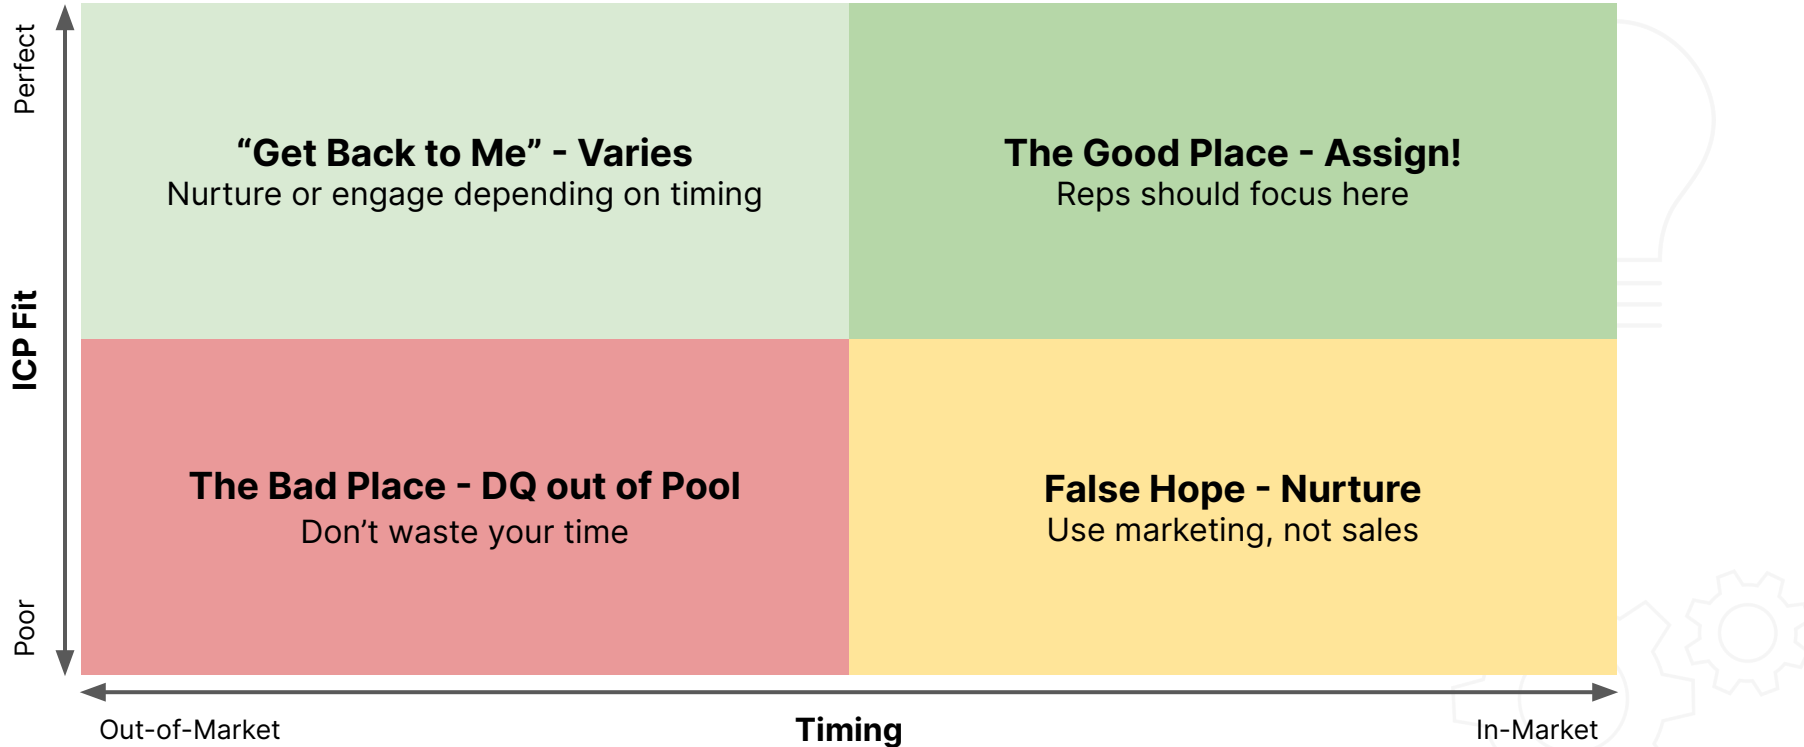 Perfect
“Get Back to Me” - Varies
Nurture or engage depending on timing
The Good Place - Assign!
Reps should focus here
ICP Fit
The Bad Place - DQ out of Pool
Don’t waste your time
False Hope - Nurture
Use marketing, not sales
Poor
Out-of-Market
Timing
In-Market